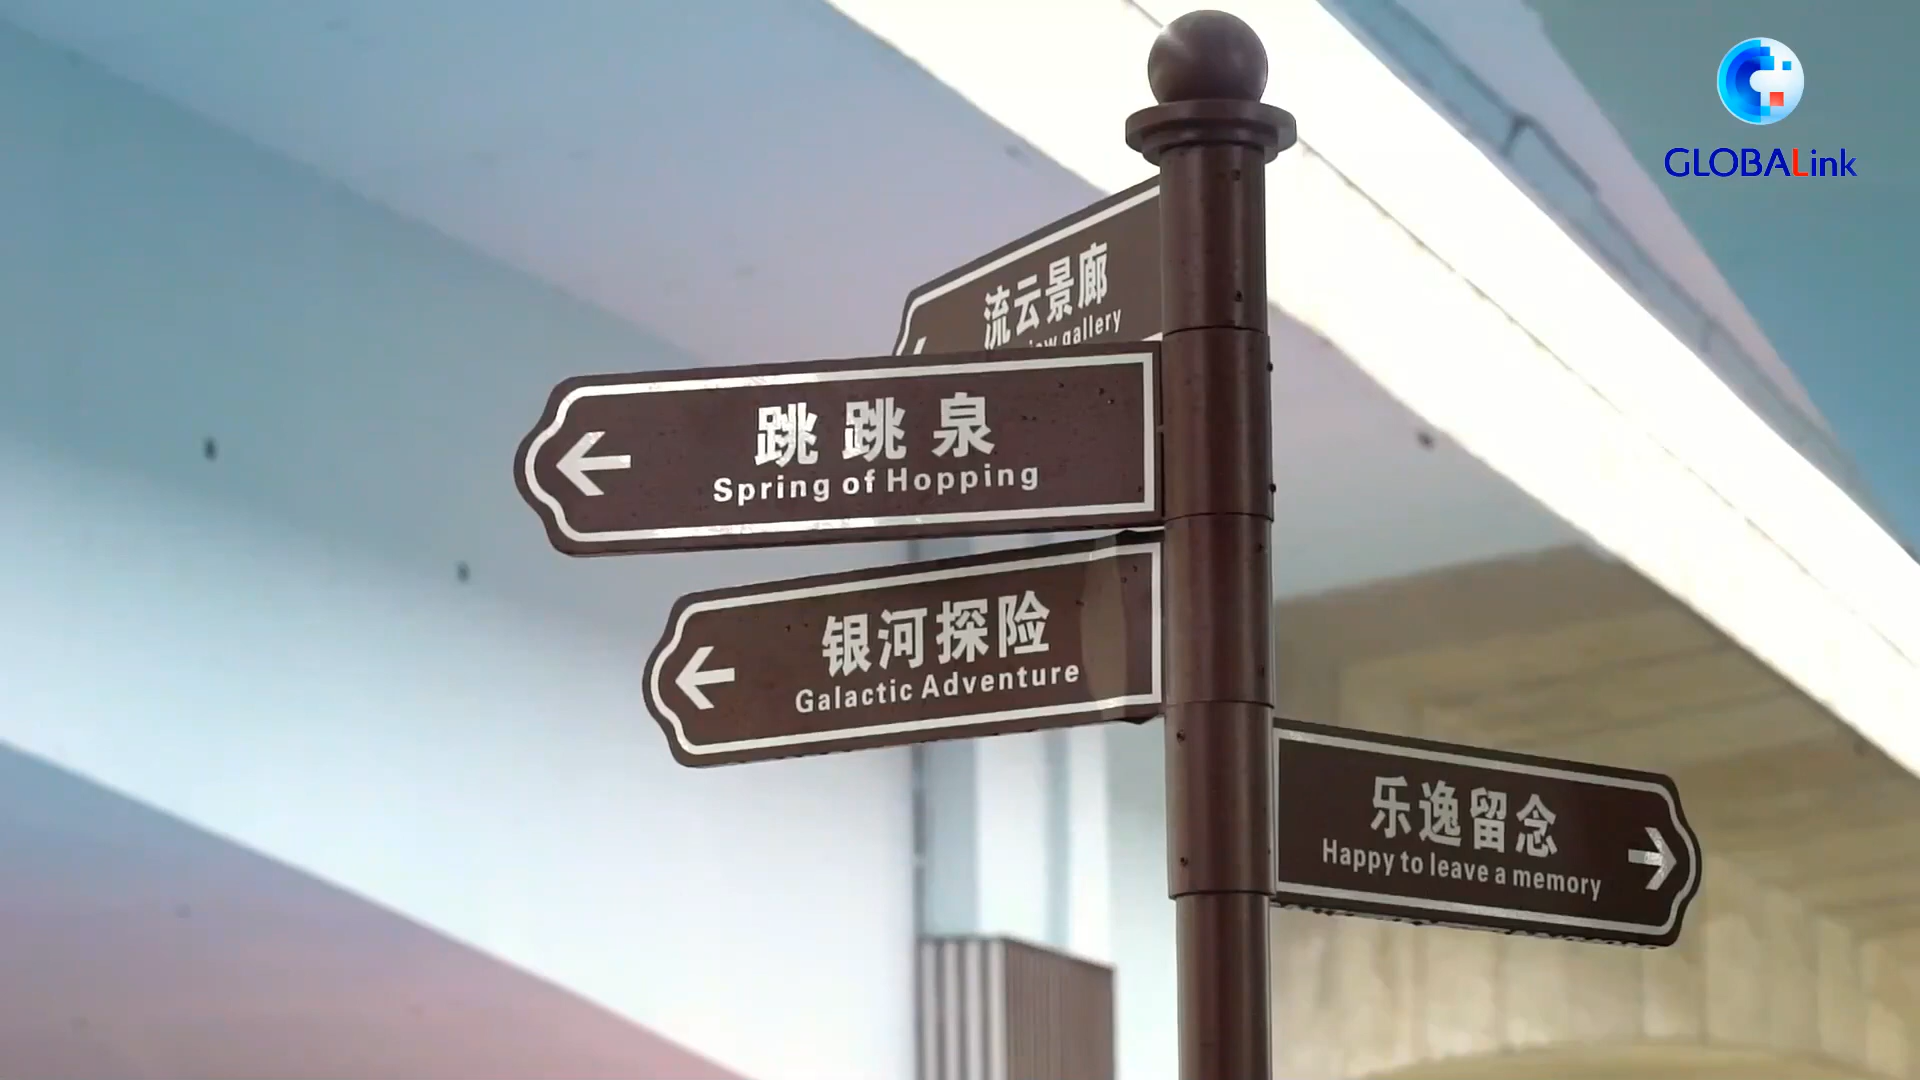 GLOBALink
流云景廊
gallery
跳跳泉
Spring of Hopping
银河探险
Galactic Adventure
乐逸留念
Happy to leave a memory